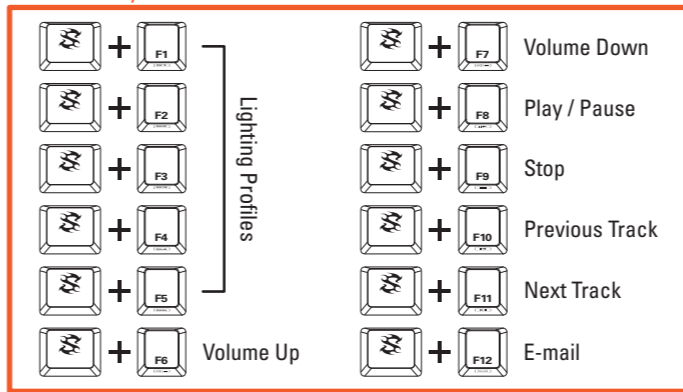 F1
F2
F3
F4
F5
Lighting Profiles
F6 Volume Up
F7 Volume Down
F8 Play / Pause
F9 Stop
F10 Previous Track
F11 Next Track
F12 E-mail